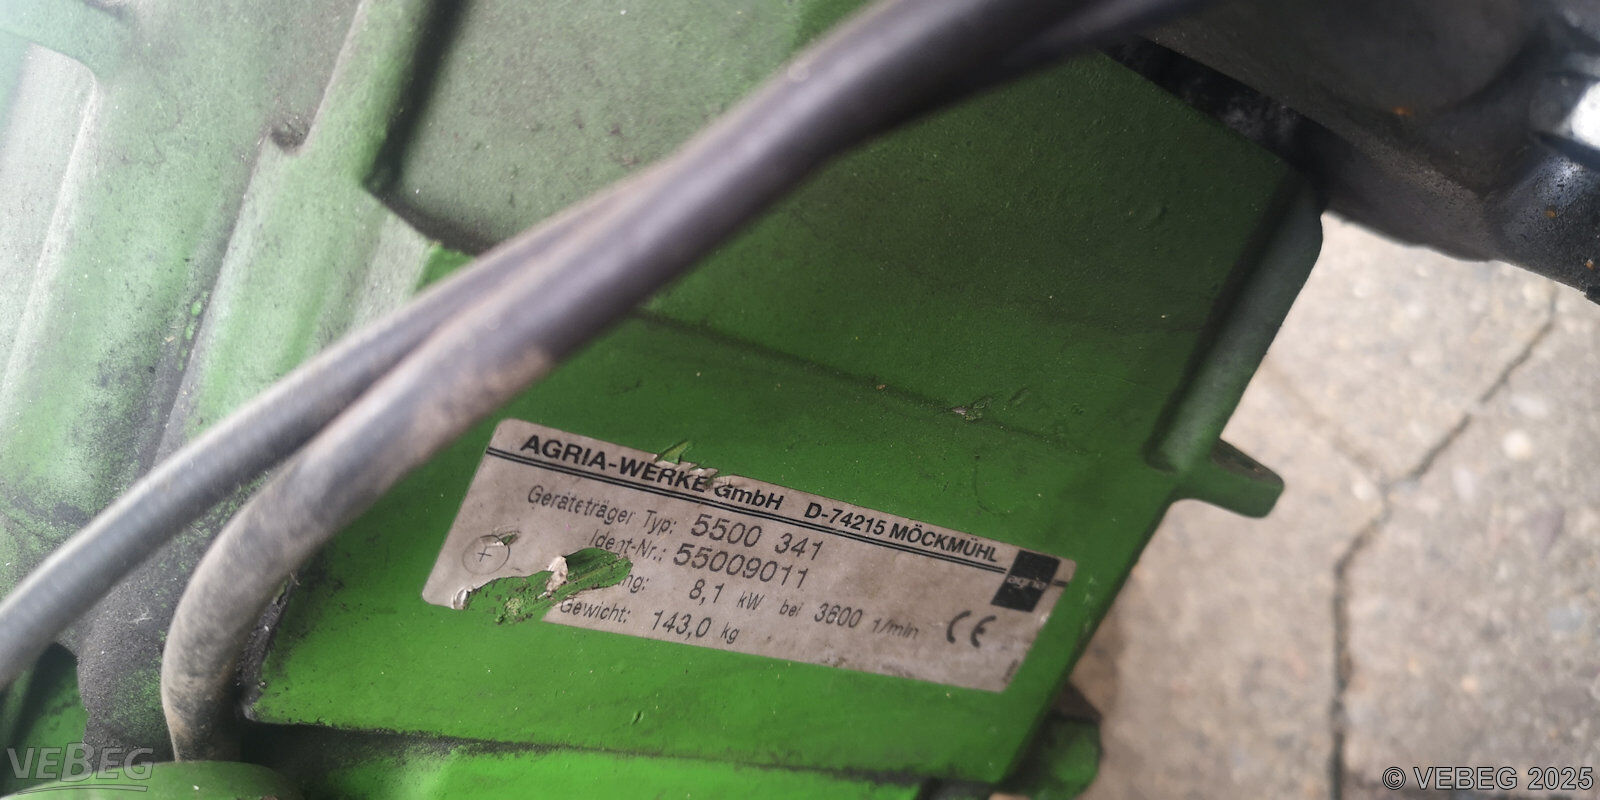 AGRIA-WERKE GmbH D-74215 MÖCKMÜHL
Geräteträger Typ: 5500 341
agria
Ident-Nr.: 55009011
ng: 8,1 kW bei 3600 1/min
CE
Gewicht: 143,0 kg
VEBEG
© VEBEG 2025